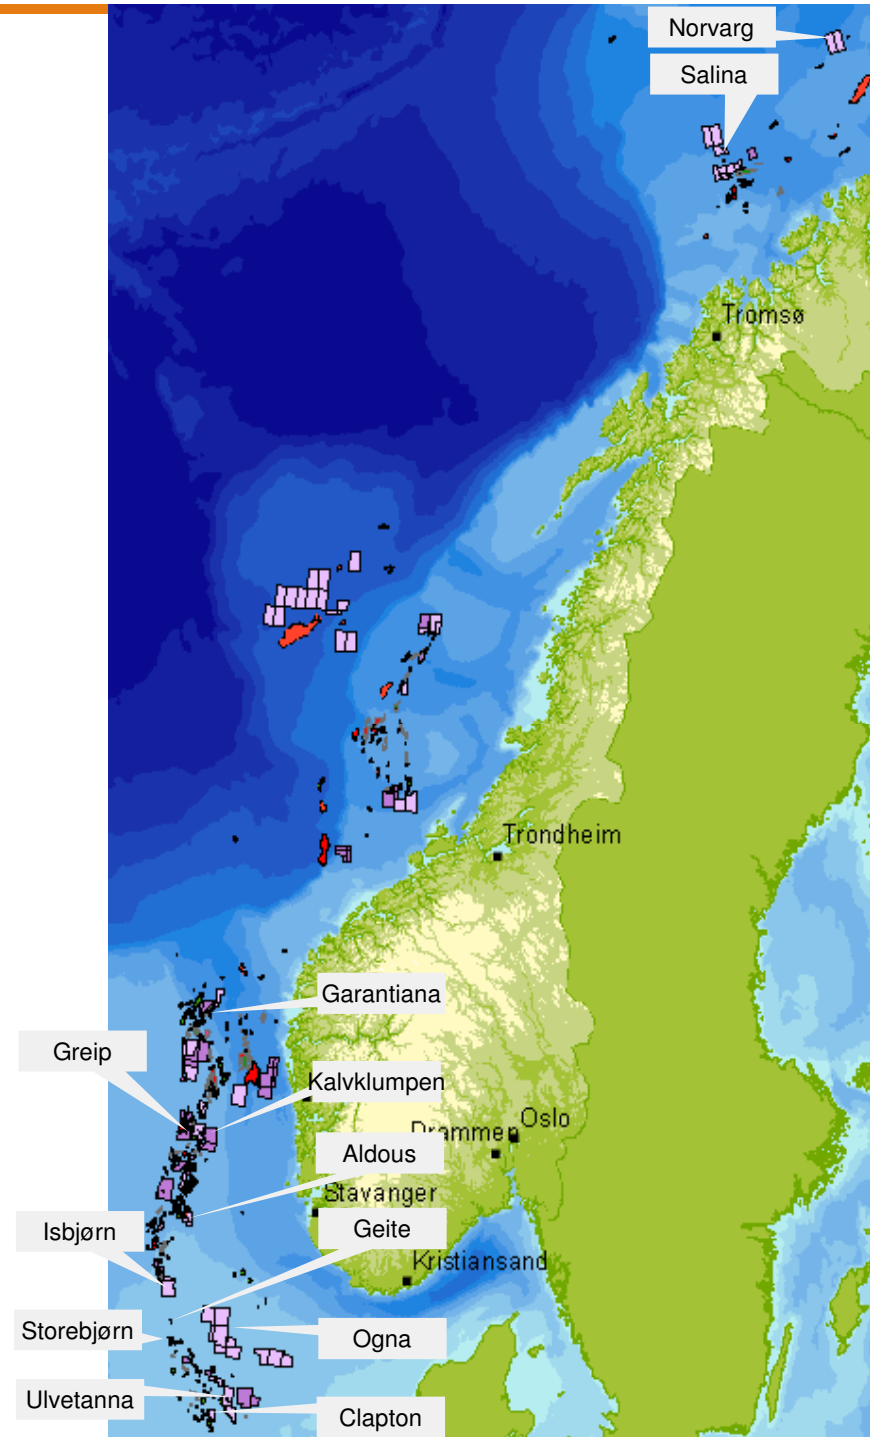 Norvarg
Salina
Tromsø
Trondheim
Garantiana
Greip
Kalvklumpen
Oslo
Drammen
Aldous
Stavanger
Isbjørn
Geite
Kristiansand
Storebjørn
Ogna
Ulvetanna
Clapton